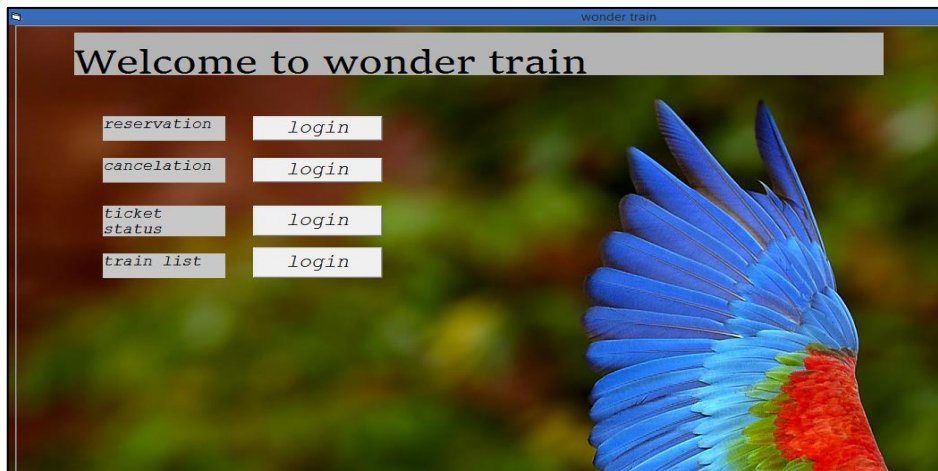 wonder train
Welcome to wonder train
reservation login
cancelation login
ticket
status login
train list login